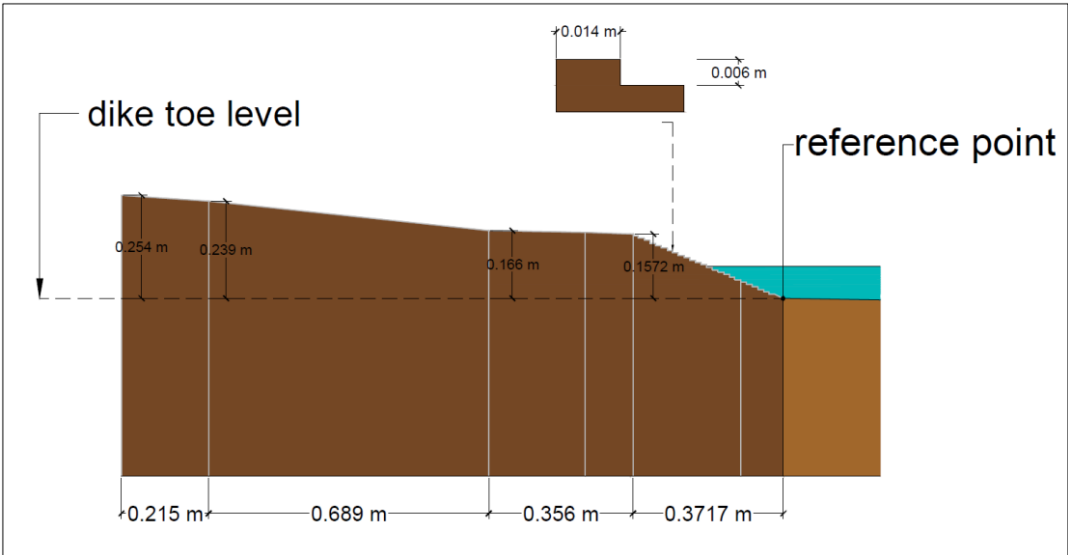 0.014 m
0.006 m
dike toe level
reference point
0.254 m
0.239 m
0.166 m
0.1572 m
0.215 m
0.689 m
0.356 m
0.3717 m